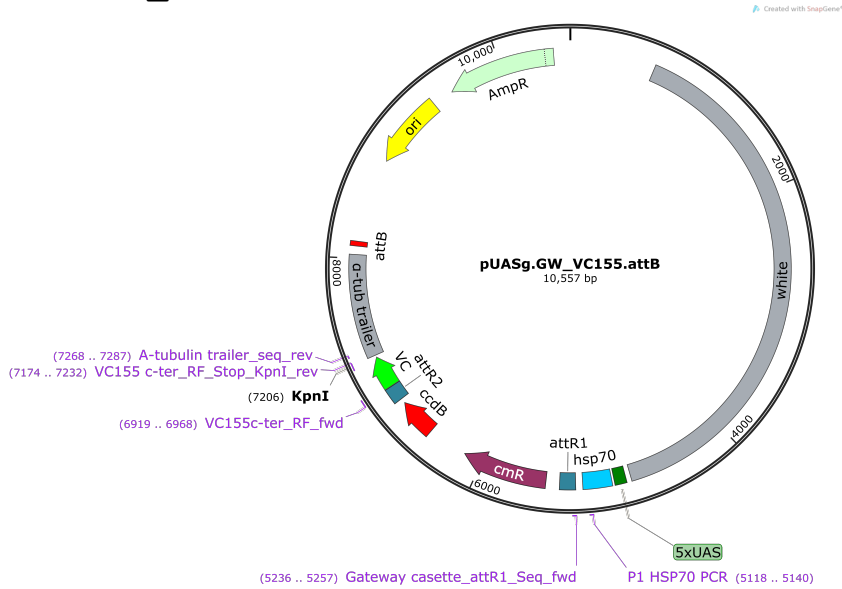 Created with SnapGene®
10,000
AmpR
ori
2000
attB
8000
pUASg.GW_VC155.attB
10,557 bp
white
α-tub trailer
(7268 .. 7287) A-tubulin trailer_seq_rev
(7174 .. 7232) VC155 c-ter_RF_Stop_KpnI_rev
(7206) KpnI
(6919 .. 6968) VC155c-ter_RF_fwd
VC
attR2
ccdB
4000
attR1
hsp70
cmR
6000
5xUAS
(5236 .. 5257) Gateway casette_attR1_Seq_fwd
P1 HSP70 PCR (5118 .. 5140)